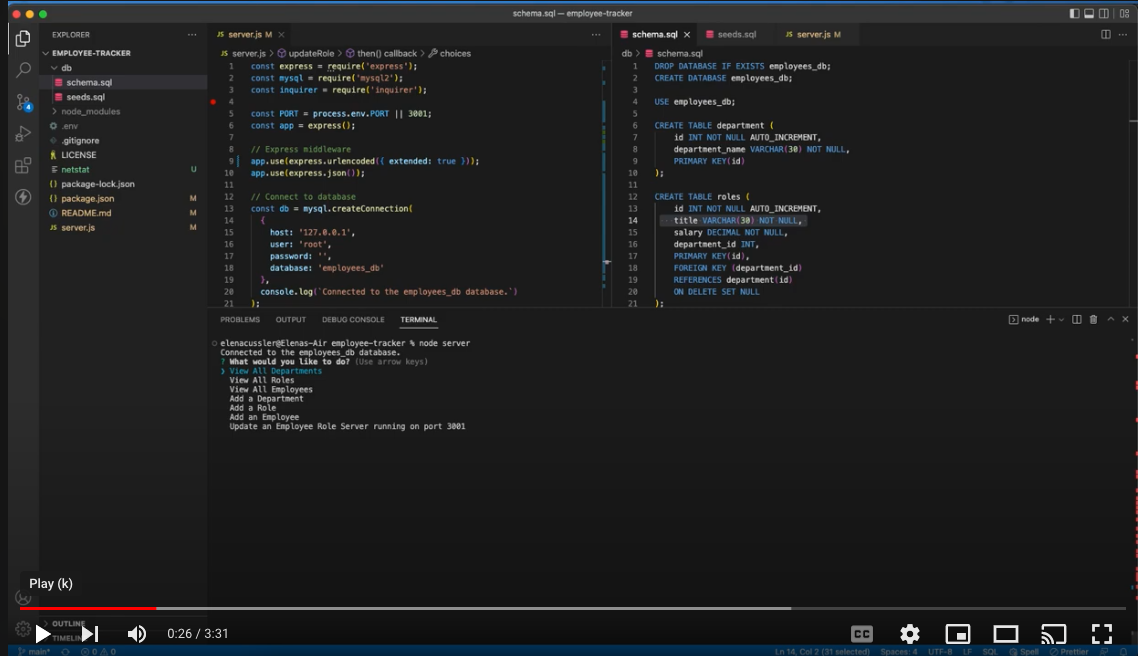 schema.sql — employee-tracker
EXPLORER
EMPLOYEE-TRACKER
db
schema.sql
seeds.sql
node_modules
.env
.gitignore
LICENSE
netstat U
package-lock.json
package.json M
README.md M
server.js M
4
JS server.js M
JS server.js > updateRole > then() callback > choices
1 const express = require('express');
2 const mysql = require('mysql2');
3 const inquirer = require('inquirer');
4
5 const PORT = process.env.PORT || 3001;
6 const app = express();
7
8 // Express middleware
9 app.use(express.urlencoded({ extended: true }));
10 app.use(express.json());
11
12 // Connect to database
13 const db = mysql.createConnection(
14 {
15 host: '127.0.0.1',
16 user: 'root',
17 password: '',
18 database: 'employees_db'
19 },
20 console.log(`Connected to the employees_db database.`)
21 );
schema.sql seeds.sql JS server.js M
db > schema.sql
1 DROP DATABASE IF EXISTS employees_db;
2 CREATE DATABASE employees_db;
3
4 USE employees_db;
5
6 CREATE TABLE department (
7 id INT NOT NULL AUTO_INCREMENT,
8 department_name VARCHAR(30) NOT NULL,
9 PRIMARY KEY(id)
10 );
11
12 CREATE TABLE roles (
13 id INT NOT NULL AUTO_INCREMENT,
14 title VARCHAR(30) NOT NULL,
15 salary DECIMAL NOT NULL,
16 department_id INT,
17 PRIMARY KEY(id),
18 FOREIGN KEY (department_id)
19 REFERENCES department(id)
20 ON DELETE SET NULL
21 );
PROBLEMS OUTPUT DEBUG CONSOLE TERMINAL
node
elenacussler@Elenas-Air employee-tracker % node server
Connected to the employees_db database.
? What would you like to do? (Use arrow keys)
❯ View All Departments
View All Roles
View All Employees
Add a Department
Add a Role
Add an Employee
Update an Employee Role Server running on port 3001
Play (k)
OUTLINE
TIMELINE
0:26 / 3:31
CC
main* 0 0
Ln 14, Col 2 (31 selected) Spaces: 4 UTF-8 LF SQL Spell Prettier